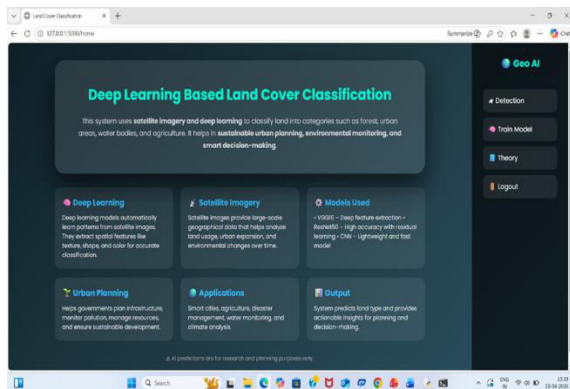 Land Cover Classification
127.0.0.1:5000/home
Summarize
Geo AI
Detection
Train Model
Theory
Logout
Deep Learning Based Land Cover Classification
This system uses satellite imagery and deep learning to classify land into categories such as forest, urban
areas, water bodies, and agriculture. It helps in sustainable urban planning, environmental monitoring, and
smart decision-making.
Deep Learning
Deep learning models automatically
learn patterns from satellite images.
They extract spatial features like
texture, shape, and color for accurate
classification.
Satellite Imagery
Satellite images provide large-scale
geographical data that helps analyze
land usage, urban expansion, and
environmental changes over time.
Models Used
• VGG16 – Deep feature extraction •
ResNet50 – High accuracy with residual
learning • CNN – Lightweight and fast
model
Urban Planning
Helps governments plan infrastructure,
monitor pollution, manage resources,
and ensure sustainable development.
Applications
Smart cities, agriculture, disaster
management, water monitoring, and
climate analysis.
Output
System predicts land type and provides
actionable insights for planning and
decision-making.
AI predictions are for research and planning purposes
only.
Search
ENG
IN